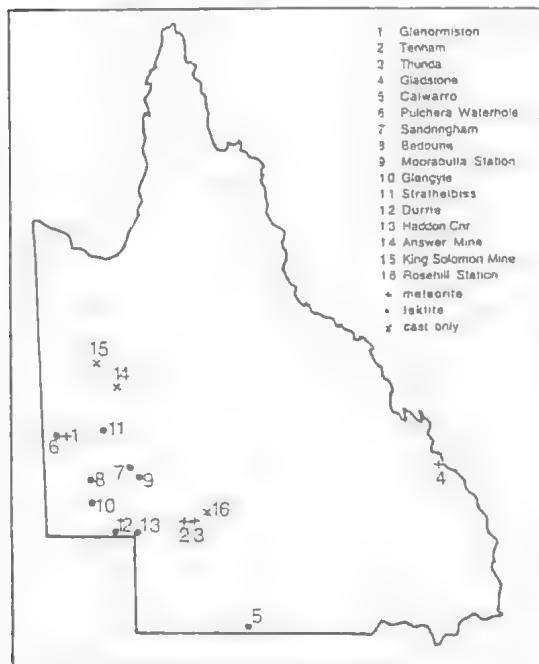 1 Glenormiston
2 Tenham
3 Thunda
4 Gladstone
5 Caiwarro
6 Pulchera Waterhole
7 Sandringham
8 Bedourie
9 Moorabulla Station
10 Glengyle
11 Strathelbiss
12 Durrie
13 Haddon Cnr
14 Answer Mine
15 King Solomon Mine
16 Rosehill Station
+ meteorite
• tektite
x cast only
15
14
6
1
11
7
8
9
4
10
16
12
13
2
3
5